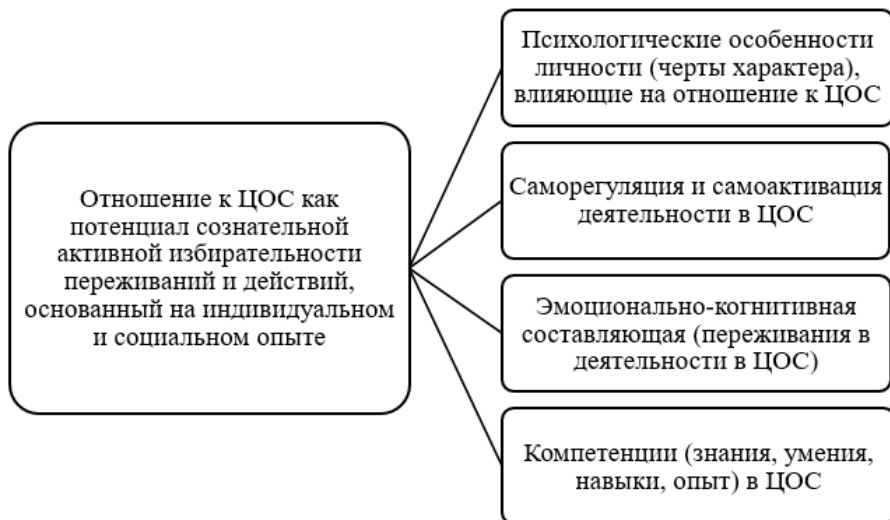 Отношение к ЦОС как
потенциал сознательной
активной избирательности
переживаний и действий,
основанный на индивидуальном
и социальном опыте
Психологические особенности
личности (черты характера),
влияющие на отношение к ЦОС
Саморегуляция и самоактивация
деятельности в ЦОС
Эмоционально-когнитивная
составляющая (переживания в
деятельности в ЦОС)
Компетенции (знания, умения,
навыки, опыт) в ЦОС